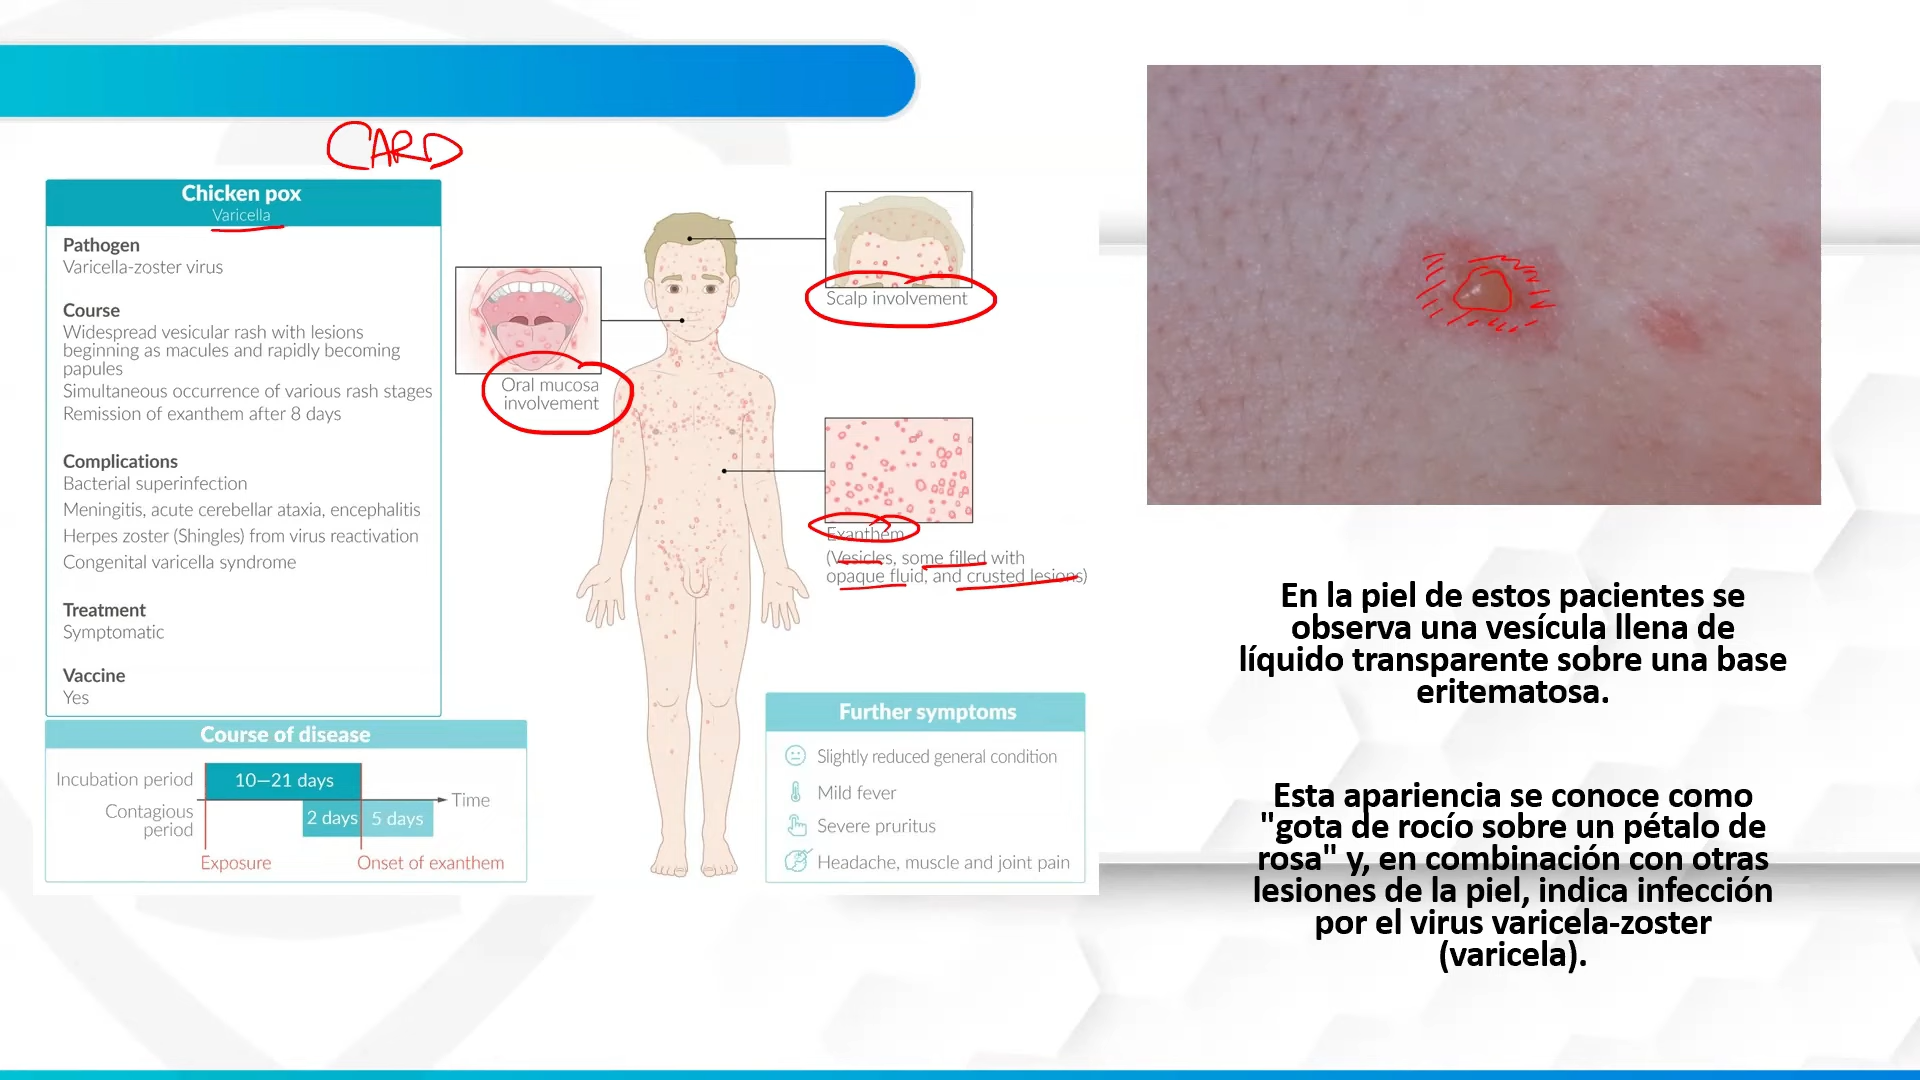 CARD
Chicken pox
Varicella
Pathogen
Varicella-zoster virus
Course
Widespread vesicular rash with lesions
beginning as macules and rapidly becoming
papules
Simultaneous occurrence of various rash stages
Remission of exanthem after 8 days
Complications
Bacterial superinfection
Meningitis, acute cerebellar ataxia, encephalitis
Herpes zoster (Shingles) from virus reactivation
Congenital varicella syndrome
Treatment
Symptomatic
Vaccine
Yes
Oral mucosa
involvement
Scalp involvement
Exanthem
(Vesicles, some filled with
opaque fluid, and crusted lesions)
Course of disease
Incubation period
10—21 days
Time
Contagious
period
2 days
5 days
Exposure
Onset of exanthem
Further symptoms
Slightly reduced general condition
Mild fever
Severe pruritus
Headache, muscle and joint pain
En la piel de estos pacientes se
observa una vesícula llena de
líquido transparente sobre una base
eritematosa.
Esta apariencia se conoce como
"gota de rocío sobre un pétalo de
rosa" y, en combinación con otras
lesiones de la piel, indica infección
por el virus varicela-zoster
(varicela).